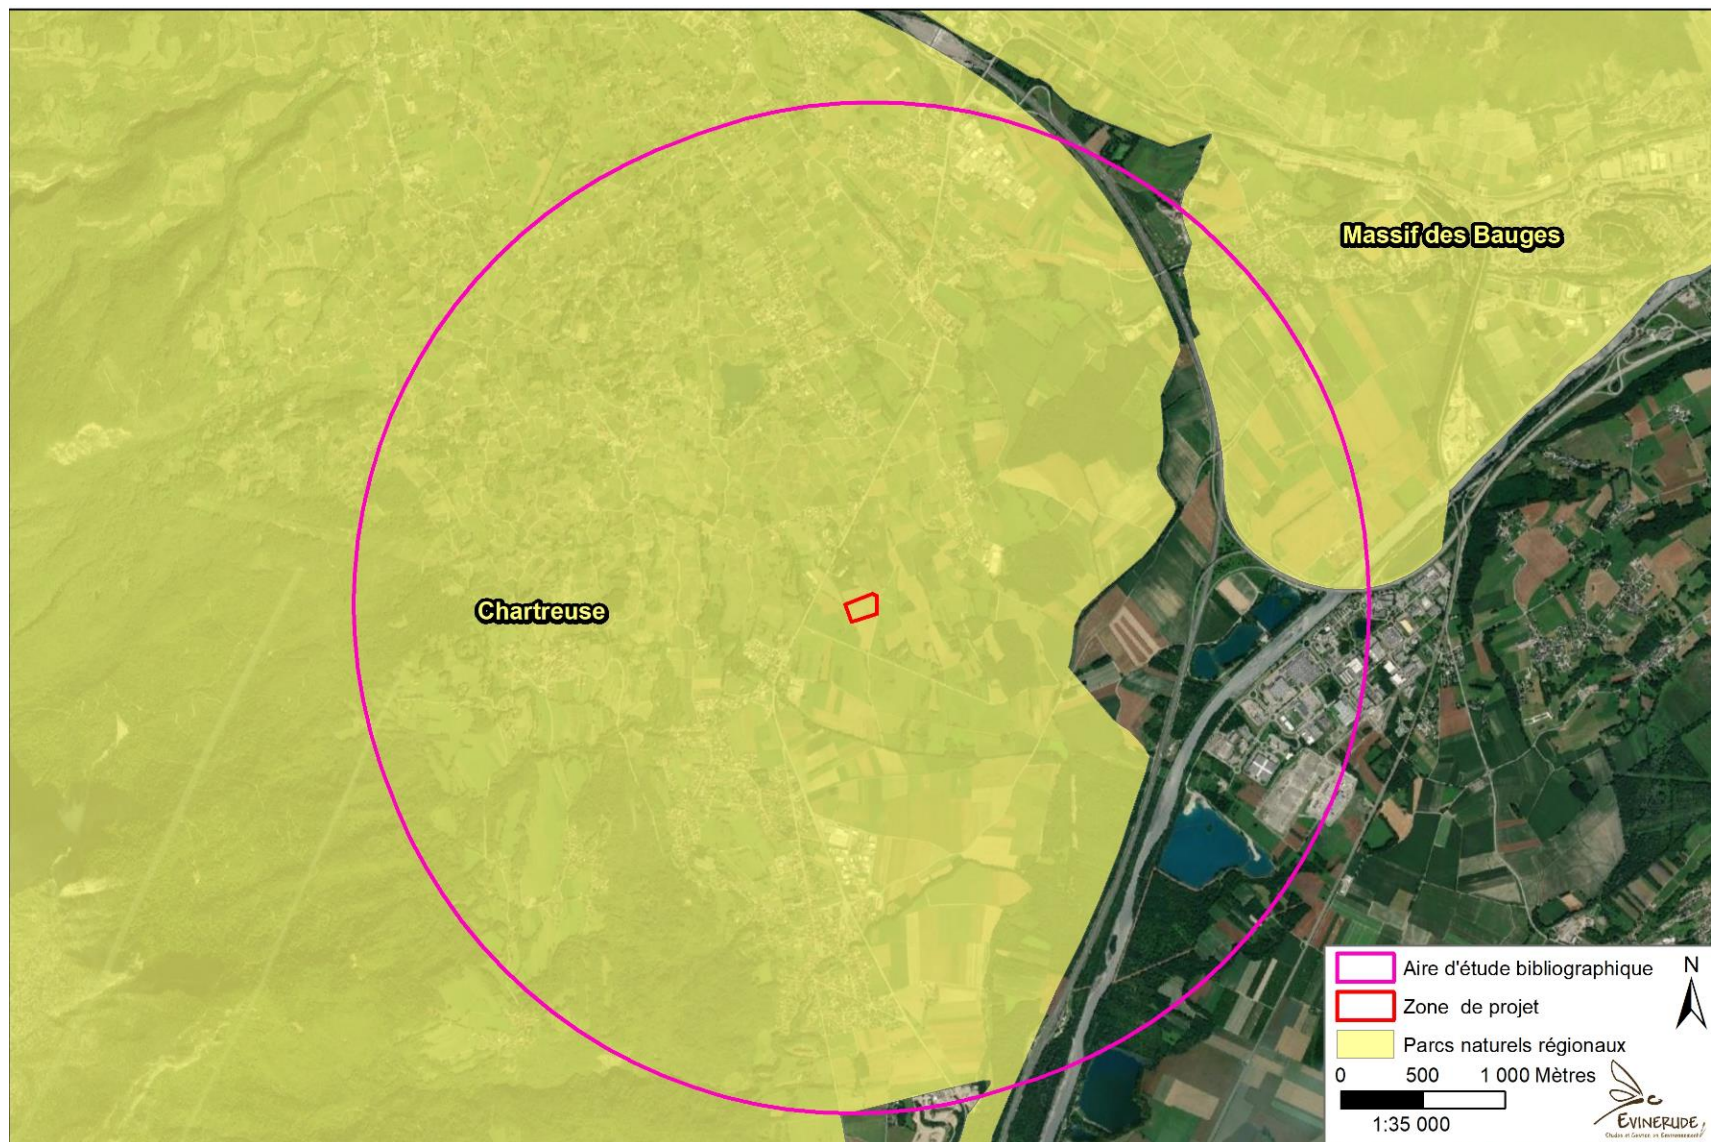 Massif des Bauges
Chartreuse
Aire d'étude bibliographique
Zone de projet
Parcs naturels régionaux
N
0 500 1 000 Mètres
1:35 000
EVINERUDE